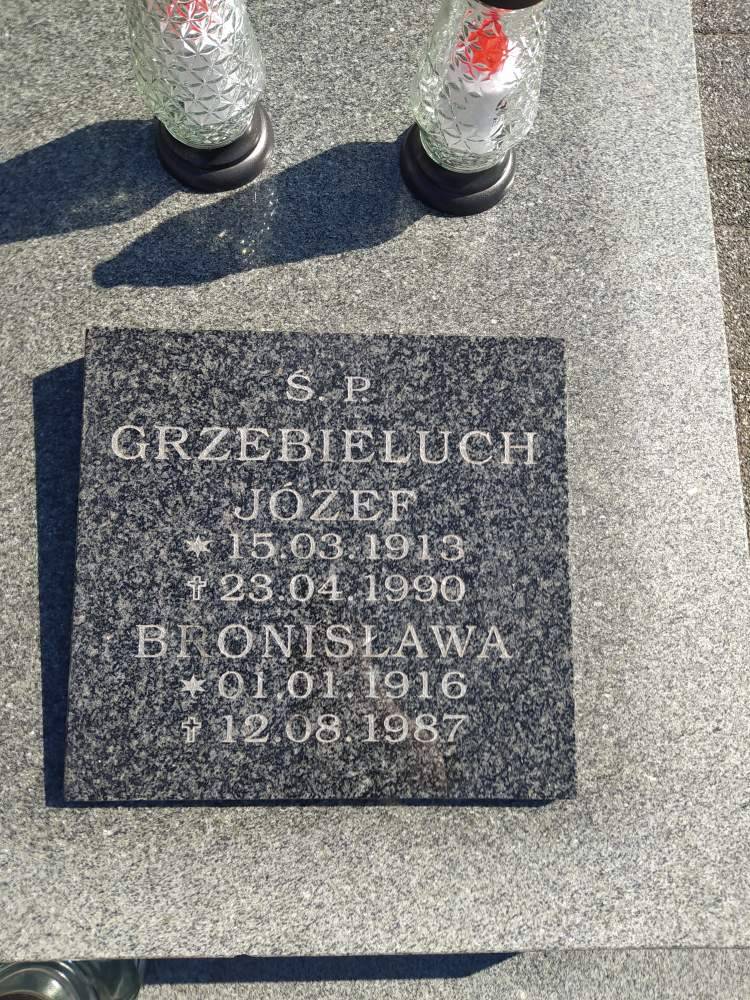 Ś. P.
GRZEBIELUCH
JÓZEF
* 15.03.1913
✝ 23.04.1990
BRONISŁAWA
* 01.01.1916
✝ 12.08.1987